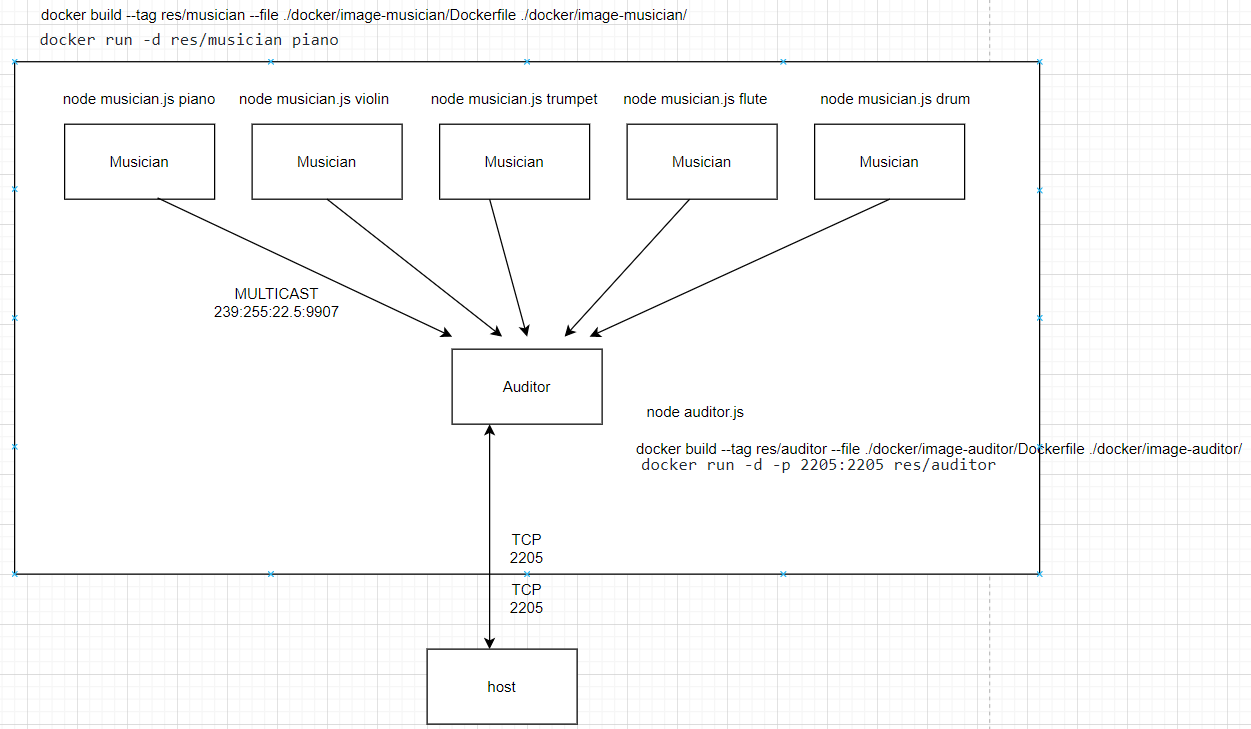 docker build --tag res/musician --file ./docker/image-musician/Dockerfile ./docker/image-musician/
docker run -d res/musician piano
node musician.js piano
node musician.js violin
node musician.js trumpet
node musician.js flute
node musician.js drum
Musician
Musician
Musician
Musician
Musician
MULTICAST
239:255:22.5:9907
Auditor
node auditor.js
docker build --tag res/auditor --file ./docker/image-auditor/Dockerfile ./docker/image-auditor/
docker run -d -p 2205:2205 res/auditor
TCP
2205
TCP
2205
host